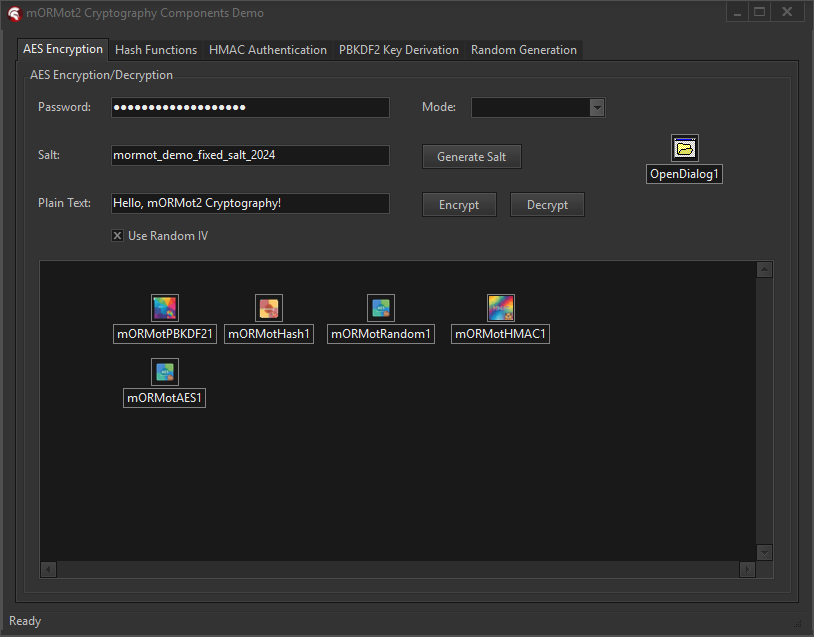 mORMot2 Cryptography Components Demo
AES Encryption Hash Functions HMAC Authentication PBKDF2 Key Derivation Random Generation
AES Encryption/Decryption
Password: ●●●●●●●●●●●●●●●●●●● Mode:
Salt: mormot_demo_fixed_salt_2024 Generate Salt
OpenDialog1
Plain Text: Hello, mORMot2 Cryptography! Encrypt Decrypt
Use Random IV
mORMotPBKDF21 mORMotHash1 mORMotRandom1 mORMotHMAC1
mORMotAES1
Ready